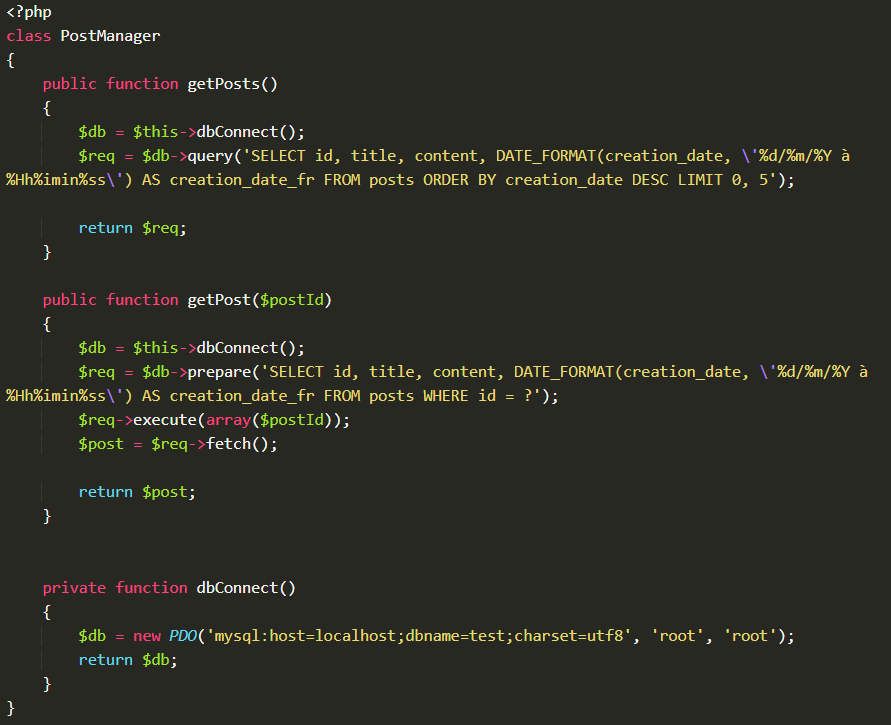 <?php
class PostManager
{
    public function getPosts()
    {
        $db = $this->dbConnect();
        $req = $db->query('SELECT id, title, content, DATE_FORMAT(creation_date, \'%d/%m/%Y à
%Hh%imin%ss\') AS creation_date_fr FROM posts ORDER BY creation_date DESC LIMIT 0, 5');

        return $req;
    }

    public function getPost($postId)
    {
        $db = $this->dbConnect();
        $req = $db->prepare('SELECT id, title, content, DATE_FORMAT(creation_date, \'%d/%m/%Y à
%Hh%imin%ss\') AS creation_date_fr FROM posts WHERE id = ?');
        $req->execute(array($postId));
        $post = $req->fetch();

        return $post;
    }


    private function dbConnect()
    {
        $db = new PDO('mysql:host=localhost;dbname=test;charset=utf8', 'root', 'root');
        return $db;
    }
}